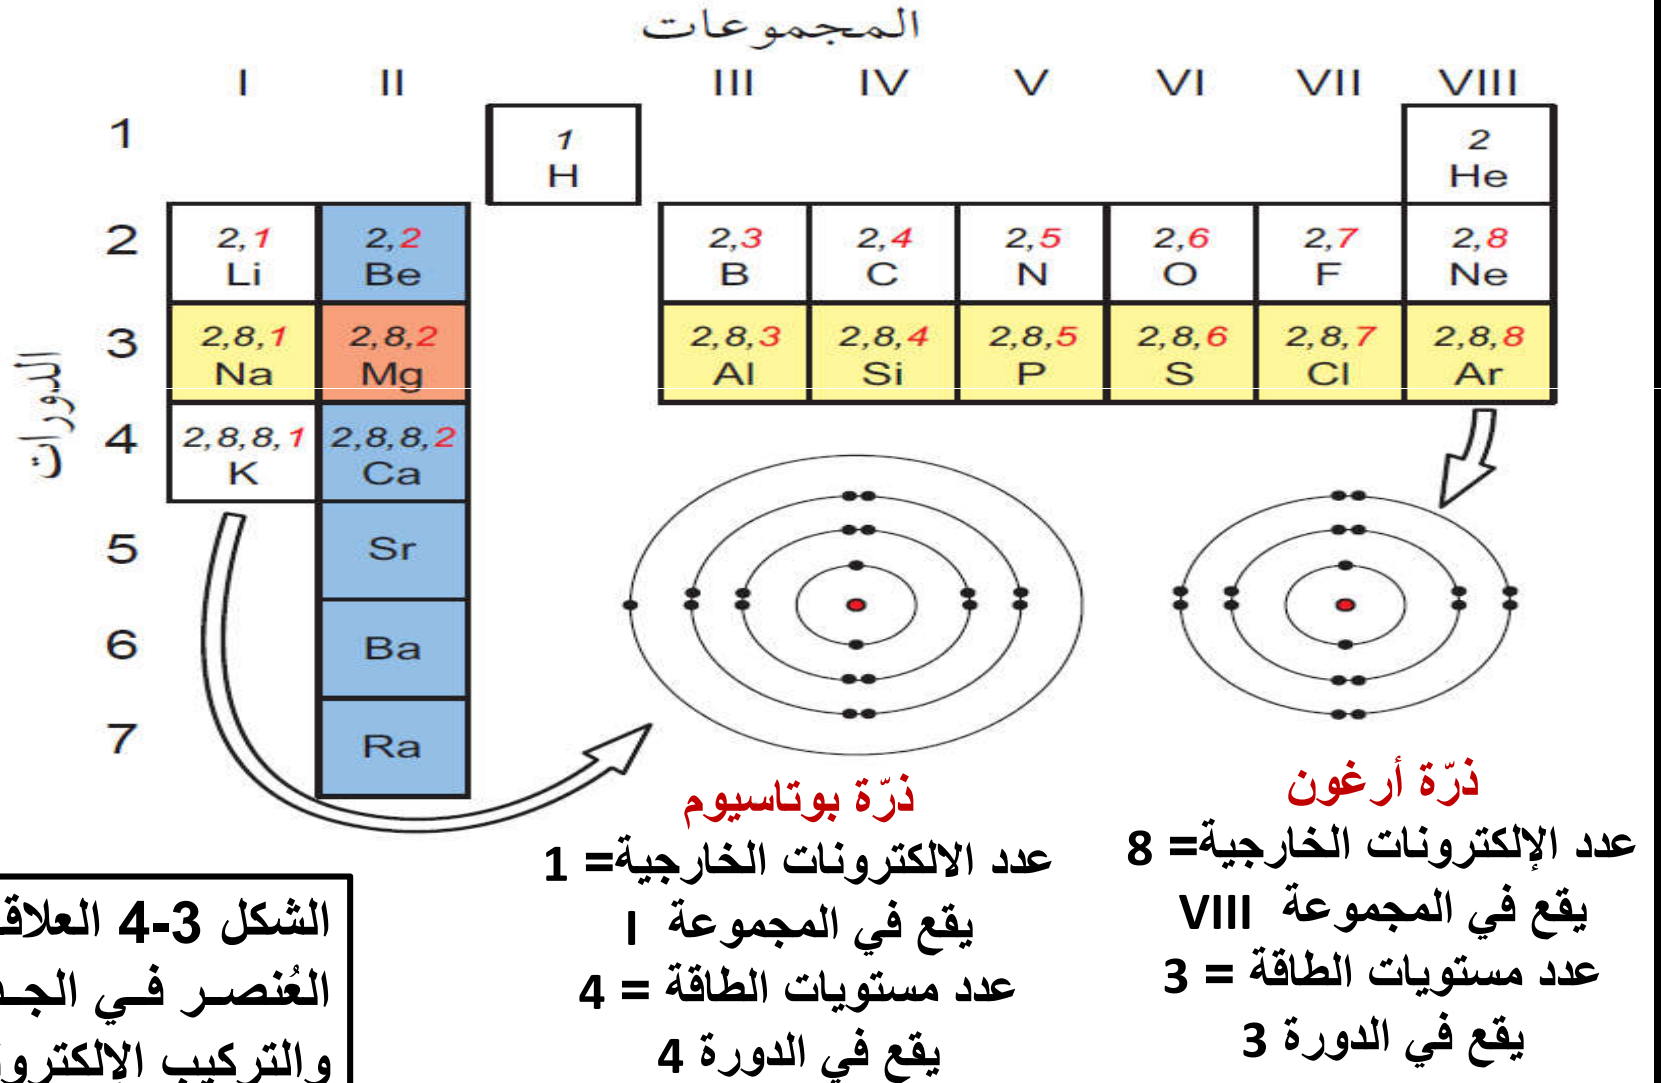 المجموعات
I II III IV V VI VII VIII
الدورات
1
1 2
H He
2
2,1 2,2 2,3 2,4 2,5 2,6 2,7 2,8
Li Be B C N O F Ne
3
2,8,1 2,8,2 2,8,3 2,8,4 2,8,5 2,8,6 2,8,7 2,8,8
Na Mg Al Si P S Cl Ar
4
2,8,8,1 2,8,8,2
K Ca
5 Sr
6 Ba
7 Ra
ذرّة أرغون
عدد الإلكترونات الخارجية= 8
يقع في المجموعة VIII
عدد مستويات الطاقة = 3
يقع في الدورة 3
ذرّة بوتاسيوم
عدد الالكترونات الخارجية= 1
يقع في المجموعة I
عدد مستويات الطاقة = 4
يقع في الدورة 4
الشكل 3-4
العُنصر في
والتركيب